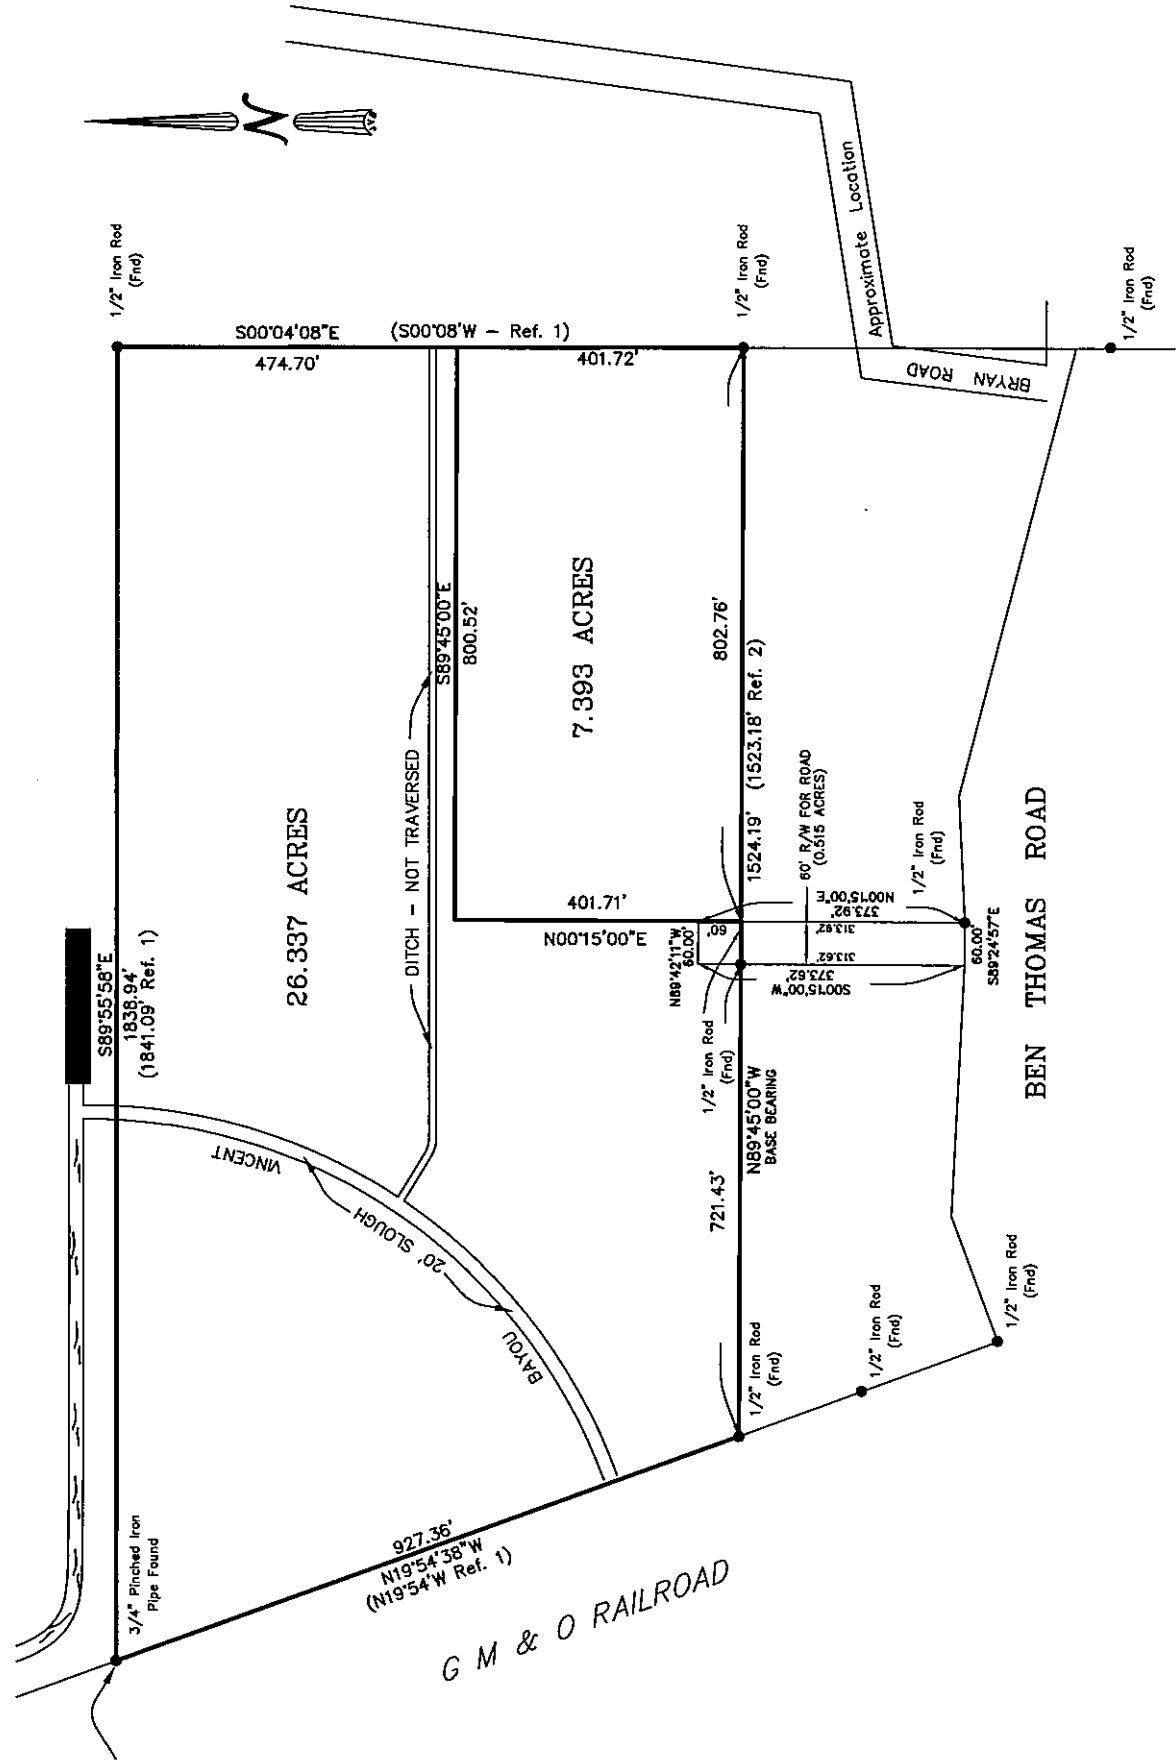 N
1/2" Iron Rod
(Fnd)
S00°04'08"E
(S00°08'W - Ref. 1)
474.70'
401.72'
1/2" Iron Rod
(Fnd)
Approximate Location
BRYAN ROAD
1/2" Iron Rod
(Fnd)
S89°55'58"E
1838.94'
(1841.09' Ref. 1)
26.337 ACRES
DITCH - NOT TRAVERSED
S89°45'00"E
800.52'
7.393 ACRES
802.76'
1524.19' (1523.18' Ref. 2)
60' R/W FOR ROAD
(0.515 ACRES)
401.71'
N00°15'00"E
N89°42'11"W
60.00'
60'
N00°15'00"E
373.92'
313.92'
313.62'
373.62'
S00°15'00"W
1/2" Iron Rod
(Fnd)
60.00'
S89°24'57"E
1/2" Iron Rod
(Fnd)
N89°45'00"W
BASE BEARING
721.43'
BEN THOMAS ROAD
VINCENT
20' SLOUGH
BAYOU
1/2" Iron Rod
(Fnd)
1/2" Iron Rod
(Fnd)
1/2" Iron Rod
(Fnd)
3/4" Pinched Iron
Pipe Found
927.36'
N19°54'38"W
(N19°54'W Ref. 1)
G M & O RAILROAD